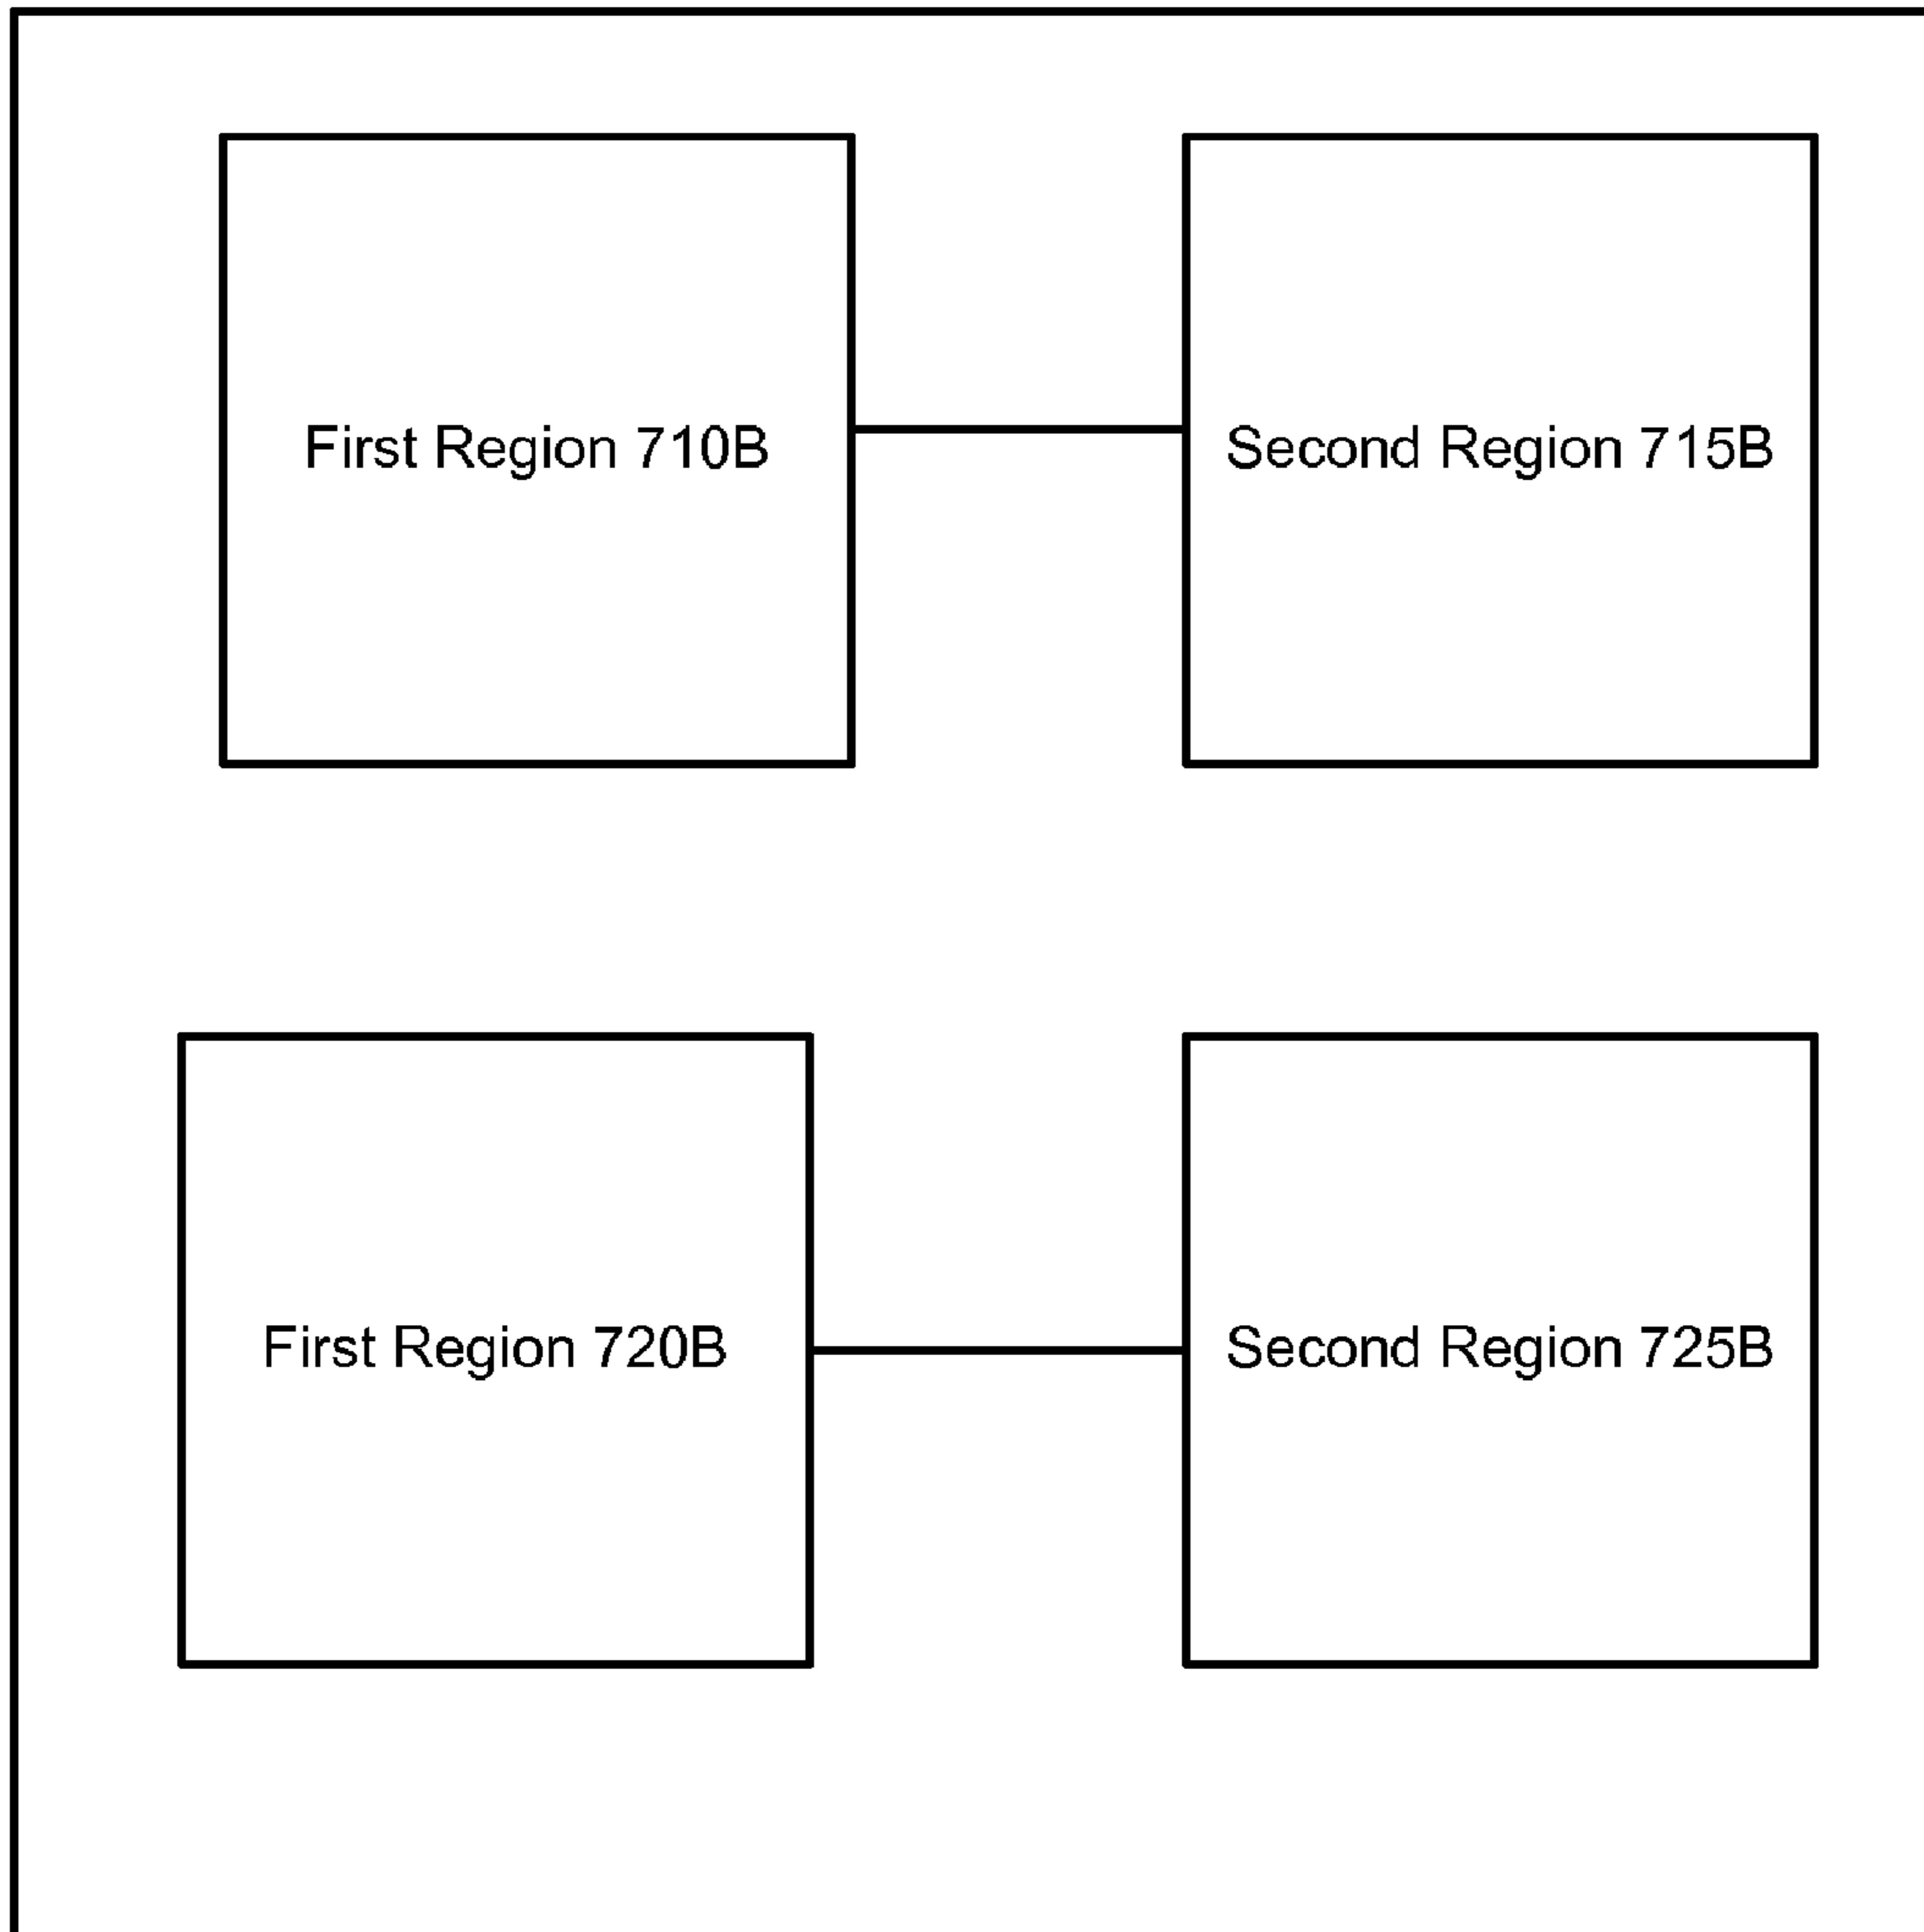 First Region 710B
Second Region 715B
First Region 720B
Second Region 725B